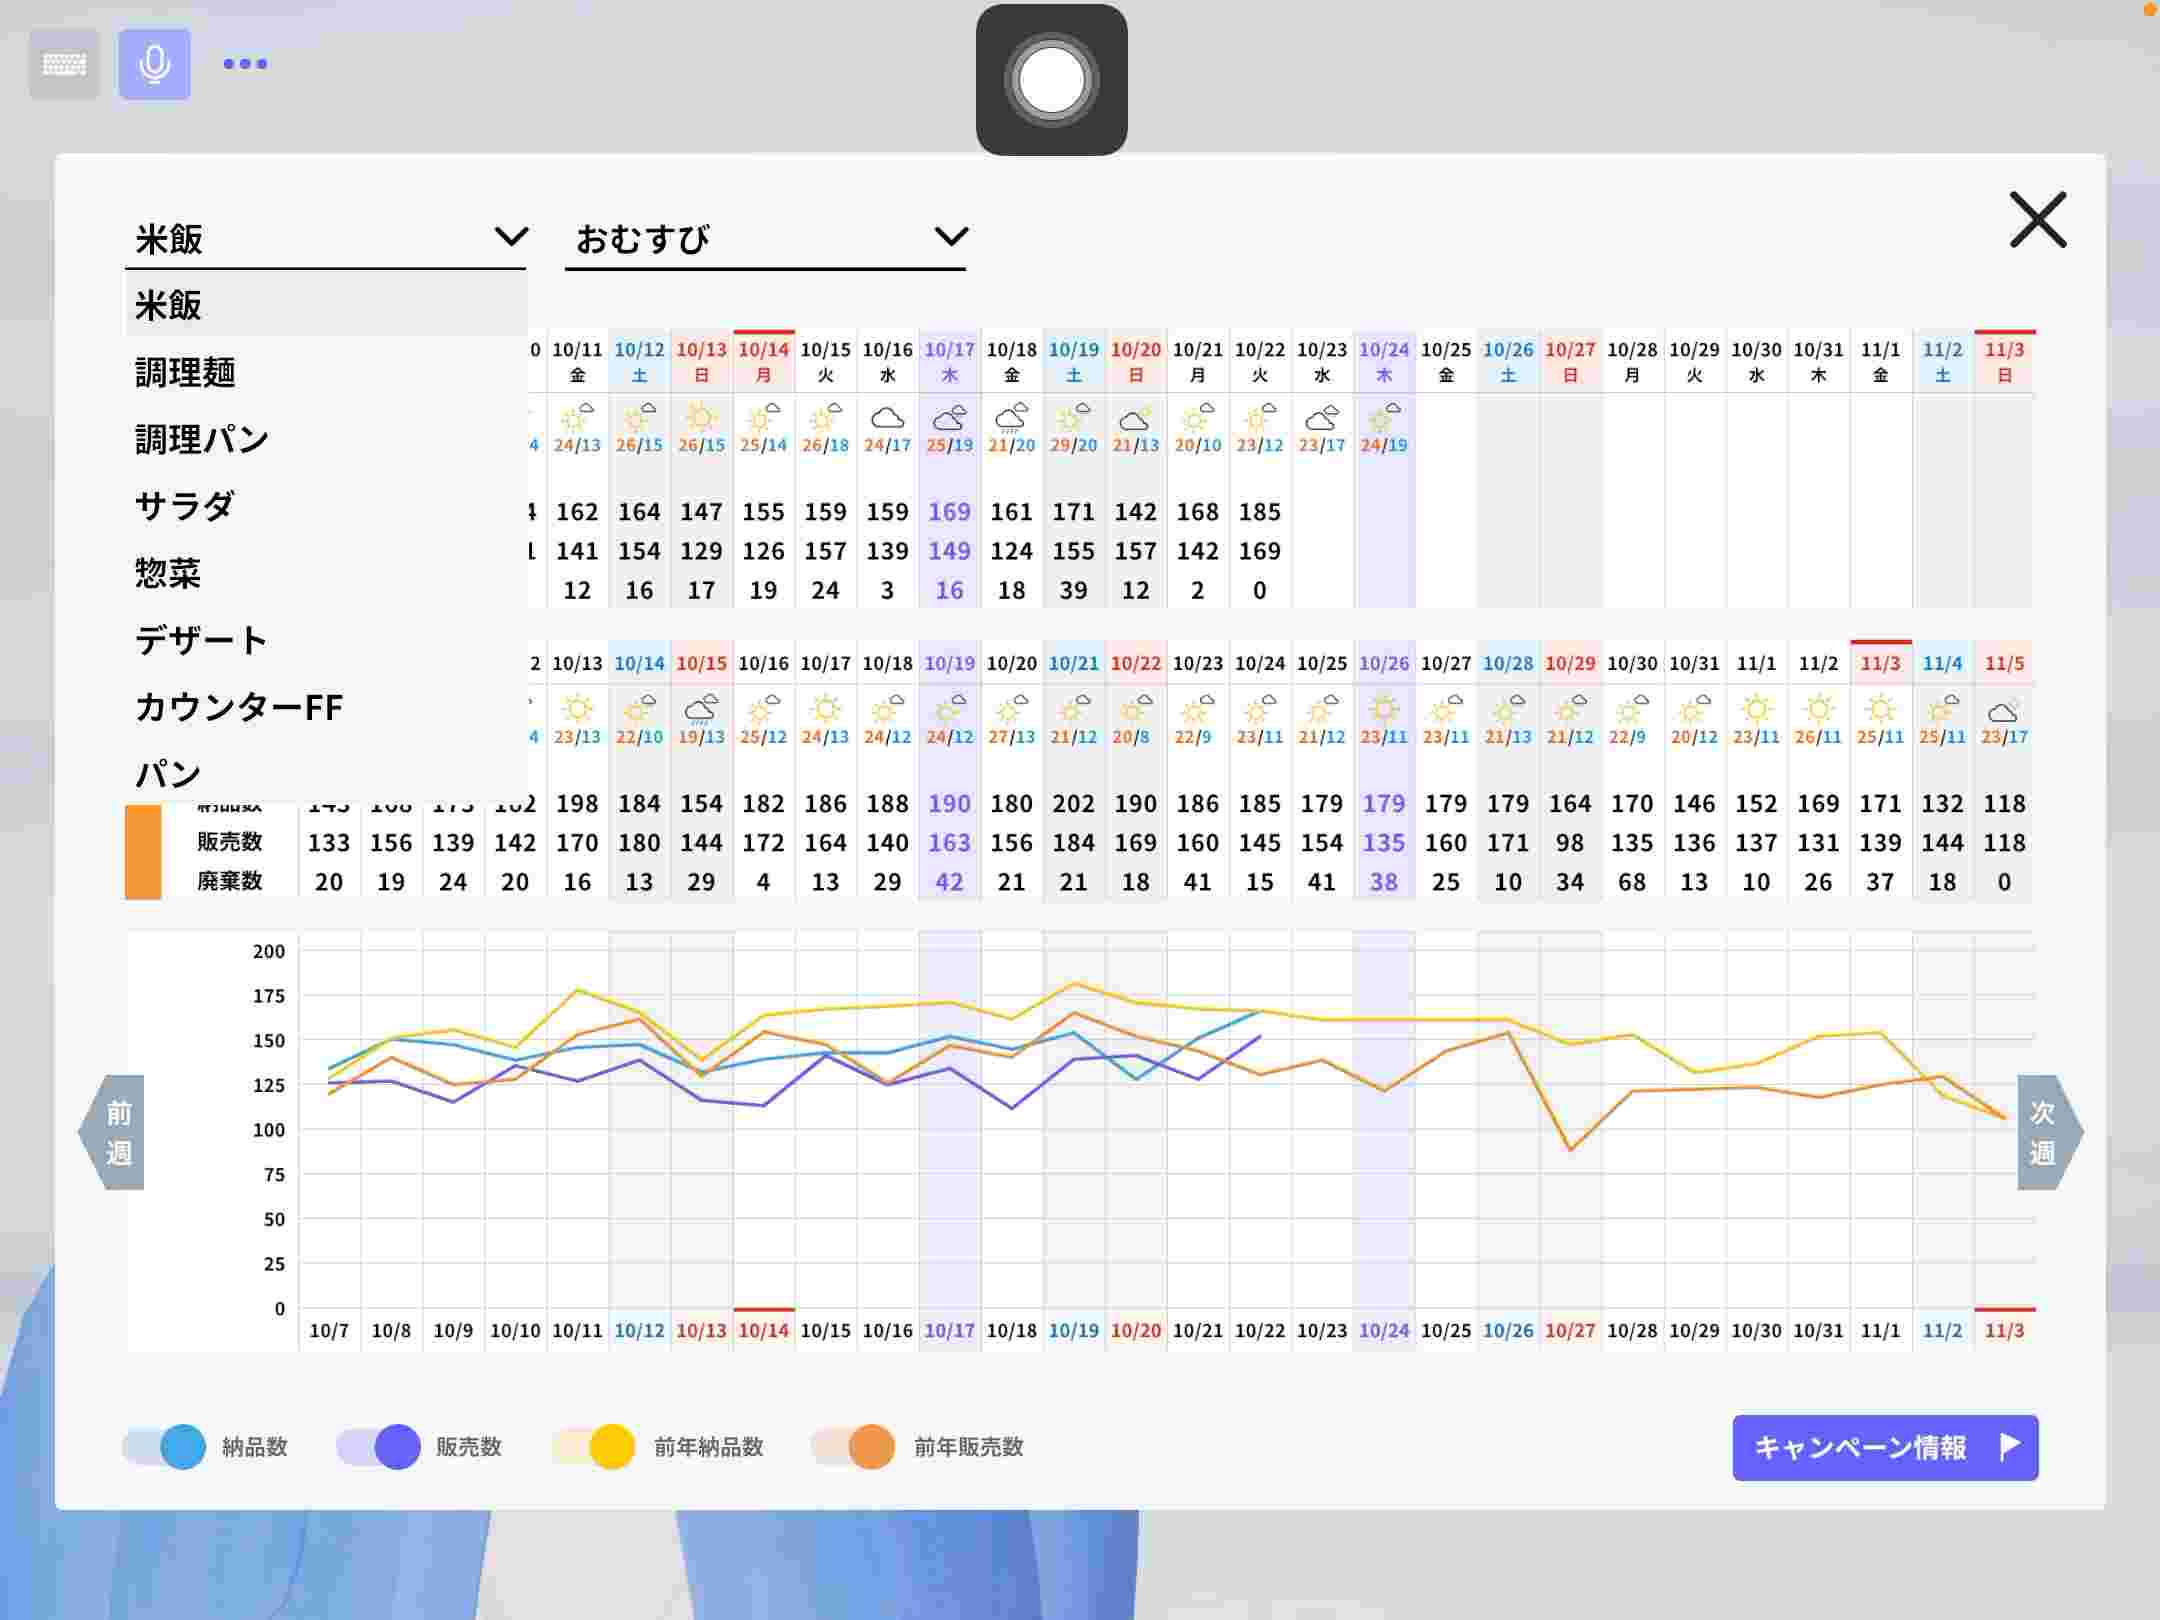 米飯
おむすび
米飯
調理麺
調理パン
サラダ
惣菜
デザート
カウンターFF
パン
0 10/11 10/12 10/13 10/14 10/15 10/16 10/17 10/18 10/19 10/20 10/21 10/22 10/23 10/24 10/25 10/26 10/27 10/28 10/29 10/30 10/31 11/1 11/2 11/3
金 土 日 月 火 水 木 金 土 日 月 火 水 木 金 土 日 月 火 水 木 金 土 日
4 24/13 26/15 26/15 25/14 26/18 24/17 25/19 21/20 29/20 21/13 20/10 23/12 23/17 24/19
4 162 164 147 155 159 159 169 161 171 142 168 185
1 141 154 129 126 157 139 149 124 155 157 142 169
12 16 17 19 24 3 16 18 39 12 2 0
2 10/13 10/14 10/15 10/16 10/17 10/18 10/19 10/20 10/21 10/22 10/23 10/24 10/25 10/26 10/27 10/28 10/29 10/30 10/31 11/1 11/2 11/3 11/4 11/5
4 23/13 22/10 19/13 25/12 24/13 24/12 24/12 27/13 21/12 20/8 22/9 23/11 21/12 23/11 23/11 21/13 21/12 22/9 20/12 23/11 26/11 25/11 25/11 23/17
納品数 198 184 154 182 186 188 190 180 202 190 186 185 179 179 179 179 164 170 146 152 169 171 132 118
販売数 133 156 139 142 170 180 144 172 164 140 163 156 184 169 160 145 154 135 160 171 98 135 136 137 131 139 144 118
廃棄数 20 19 24 20 16 13 29 4 13 29 42 21 21 18 41 15 41 38 25 10 34 68 13 10 26 37 18 0
200
175
150
125
100
75
50
25
0
前週
次週
10/7 10/8 10/9 10/10 10/11 10/12 10/13 10/14 10/15 10/16 10/17 10/18 10/19 10/20 10/21 10/22 10/23 10/24 10/25 10/26 10/27 10/28 10/29 10/30 10/31 11/1 11/2 11/3
納品数 販売数 前年納品数 前年販売数
キャンペーン情報